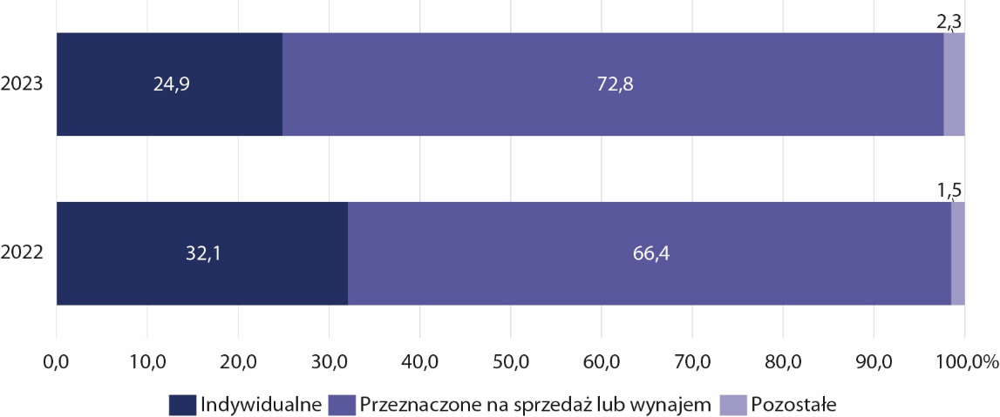 2,3
2023 24,9 72,8
1,5
2022 32,1 66,4
0,0 10,0 20,0 30,0 40,0 50,0 60,0 70,0 80,0 90,0 100,0%
Indywidualne Przeznaczone na sprzedaż lub wynajem Pozostałe